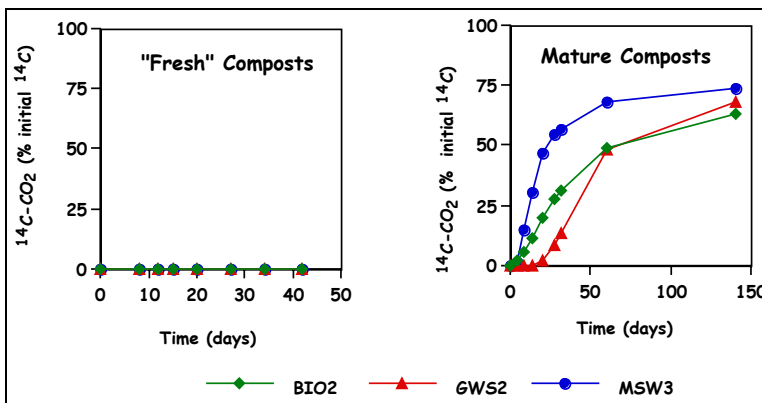 "Fresh" Composts
14C-CO2 (% initial 14C)
100
75
50
25
0
0 10 20 30 40 50
Time (days)
Mature Composts
14C-CO2 (% initial 14C)
100
75
50
25
0
0 50 100 150
Time (days)
BIO2 GWS2 MSW3